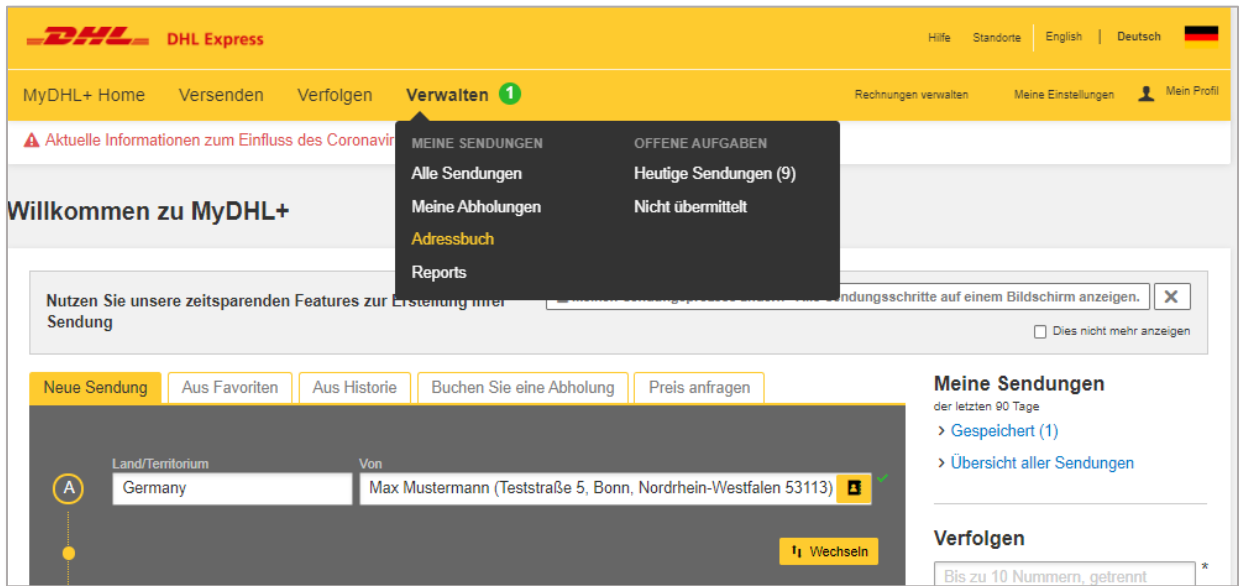 DHL DHL Express
Hilfe Standorte English | Deutsch
MyDHL+ Home Versenden Verfolgen Verwalten 1
Rechnungen verwalten Meine Einstellungen Mein Profil
Aktuelle Informationen zum Einfluss des Coronavir
MEINE SENDUNGEN
Alle Sendungen
Meine Abholungen
Adressbuch
Reports
OFFENE AUFGABEN
Heutige Sendungen (9)
Nicht übermittelt
Willkommen zu MyDHL+
Nutzen Sie unsere zeitsparenden Features zur Erstellung Ihrer
Sendung
Sendungsschritte auf einem Bildschirm anzeigen.
Dies nicht mehr anzeigen
Neue Sendung Aus Favoriten Aus Historie Buchen Sie eine Abholung Preis anfragen
Land/Territorium Von
A Germany Max Mustermann (Teststraße 5, Bonn, Nordrhein-Westfalen 53113)
Wechseln
Meine Sendungen
der letzten 90 Tage
> Gespeichert (1)
> Übersicht aller Sendungen
Verfolgen
Bis zu 10 Nummern, getrennt *